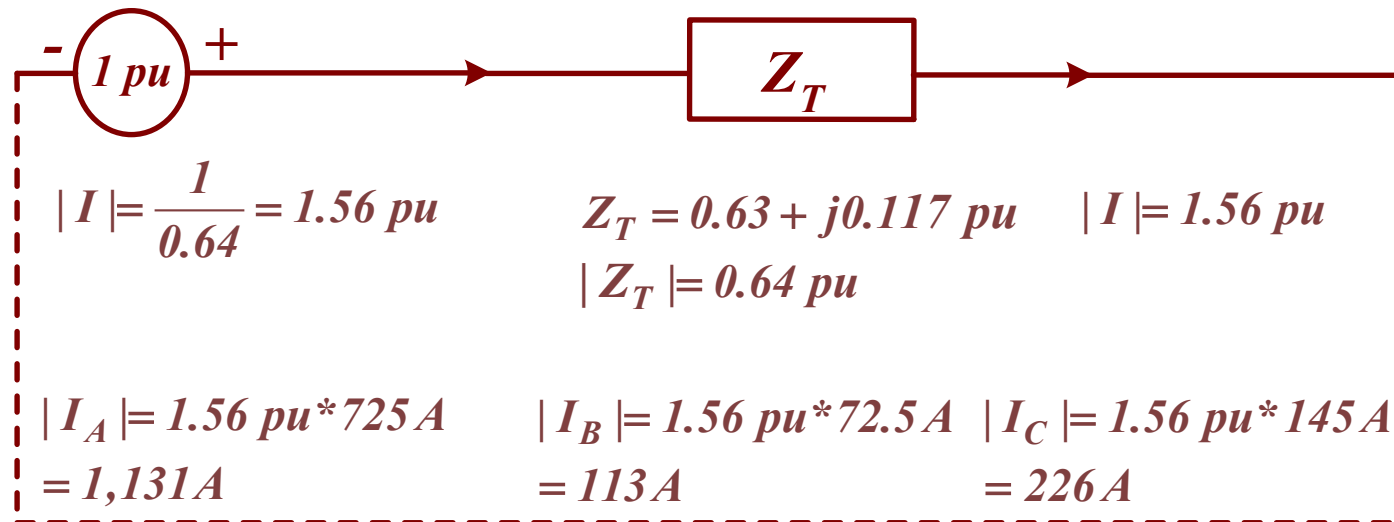 - 1 pu +
Z_T
| I |= 1/0.64 = 1.56 pu
Z_T = 0.63 + j0.117 pu
| Z_T |= 0.64 pu
| I |= 1.56 pu
| I_A |= 1.56 pu*725 A
= 1,131 A
| I_B |= 1.56 pu*72.5 A
= 113 A
| I_C |= 1.56 pu*145 A
= 226 A